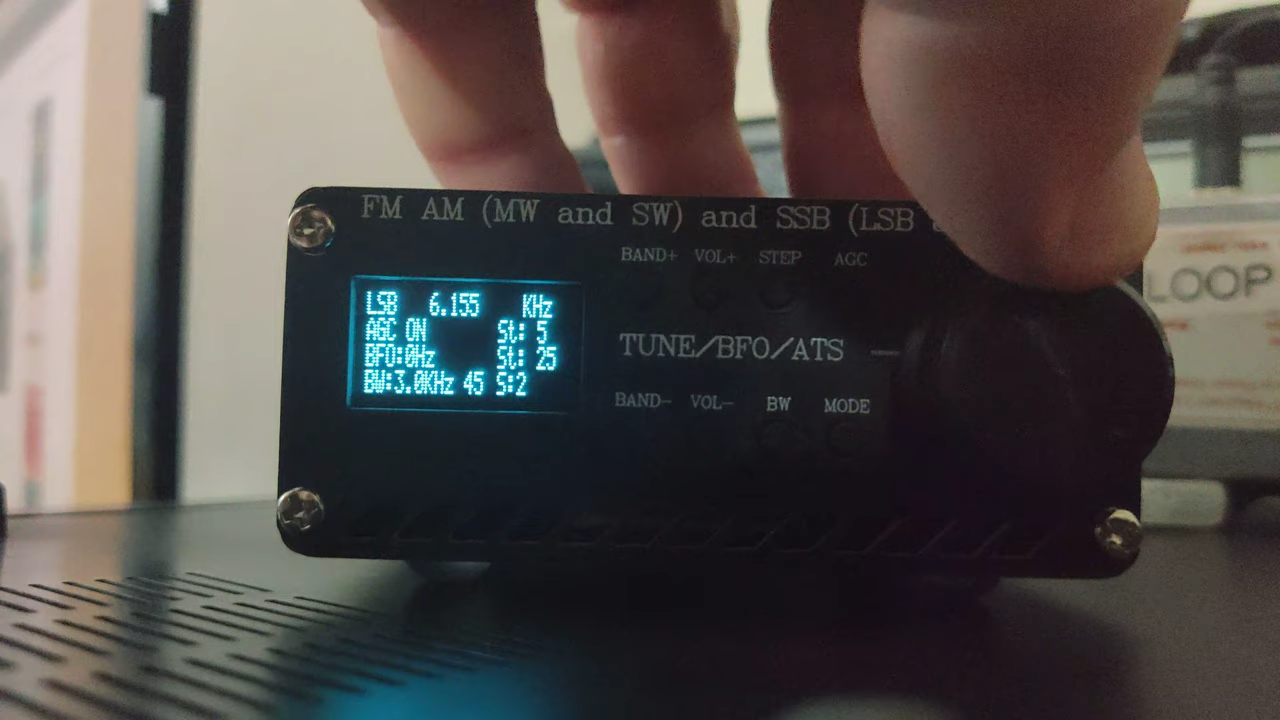 FM AM (MW and SW) and SSB (LSB
BAND+ VOL+ STEP AGC
LSB 6.155 KHz
AGC ON St: 5
BFO:0Hz St: 25
BW:3.0KHz 45 S:2
TUNE/BFO/ATS
BAND- VOL- BW MODE
LOOP